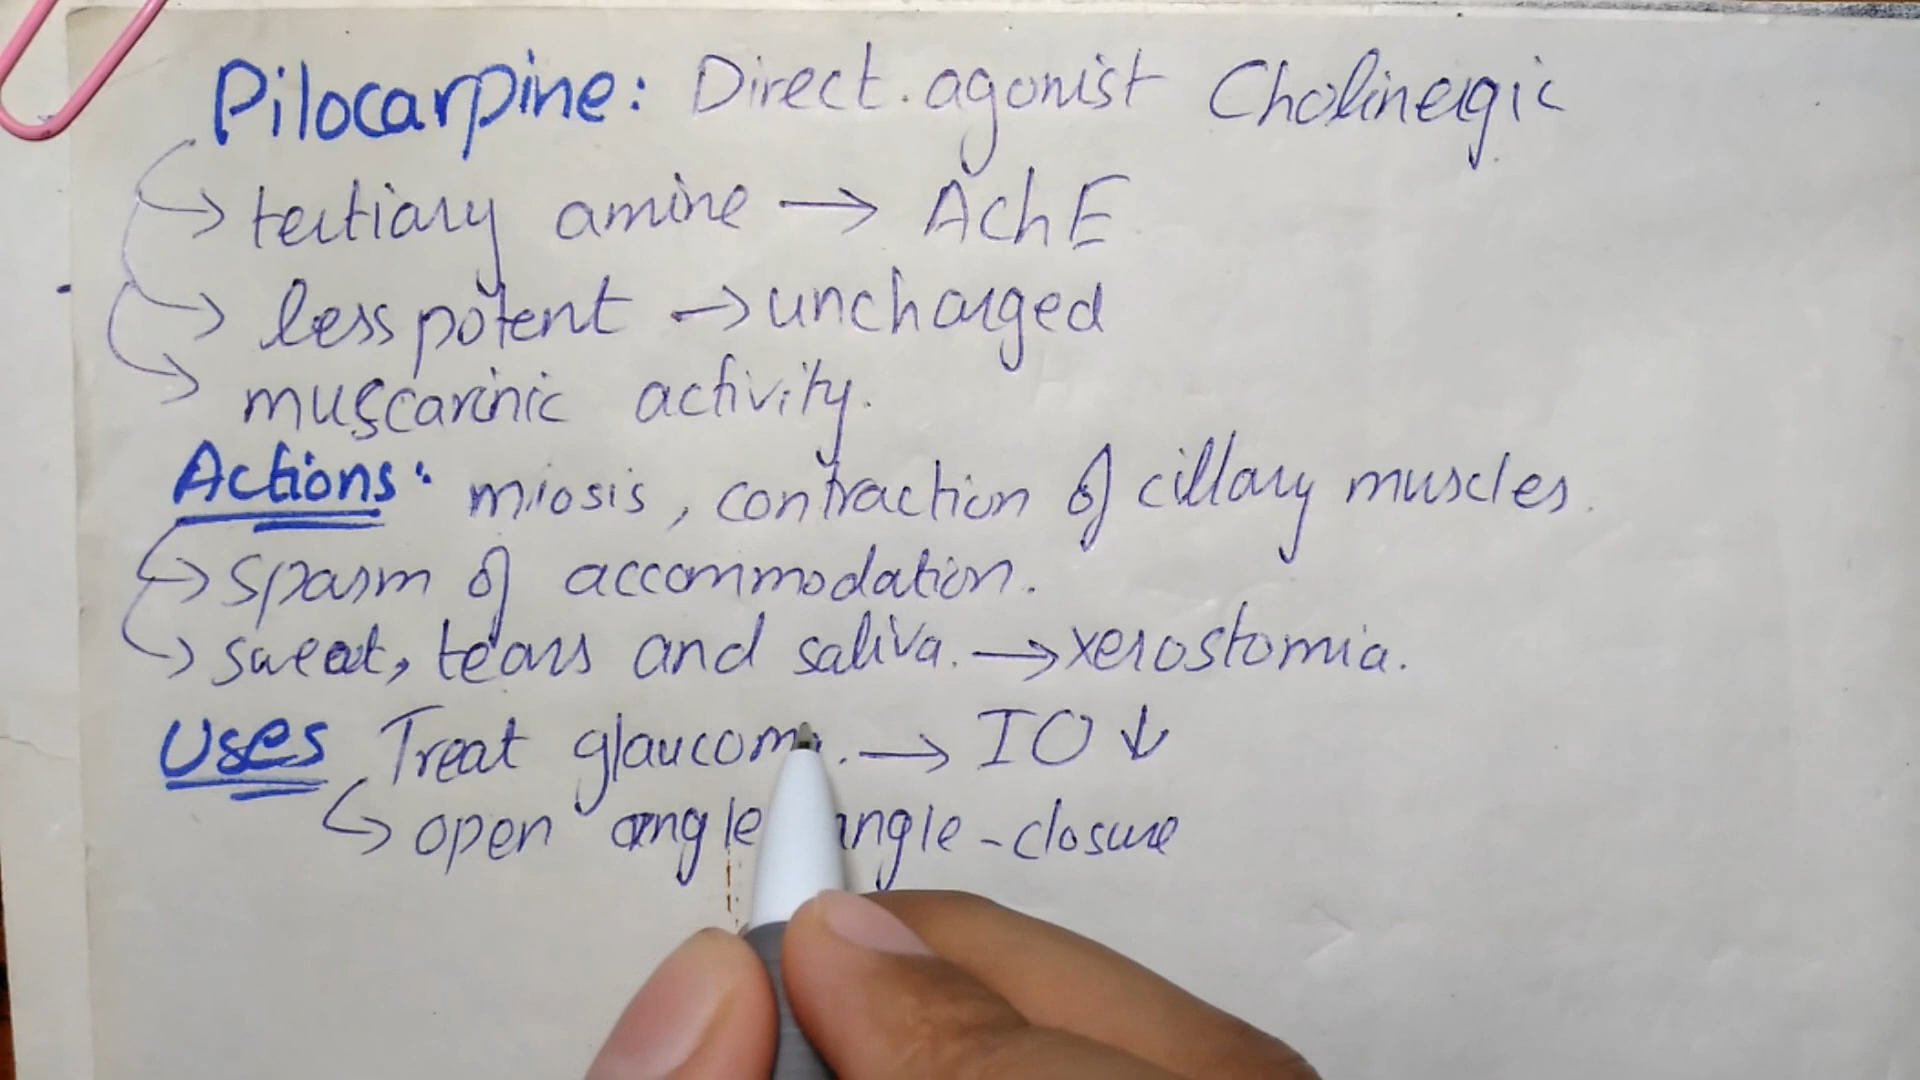 Pilocarpine: Direct agonist Cholinergic
→ tertiary amine → AchE
→ less potent → uncharged
→ muscarinic activity.
Actions: miosis, contraction of cillary muscles.
→ spasm of accommodation.
→ sweat, tears and saliva. → xerostomia.
Uses Treat glaucoma. → IO ↓
→ open angle angle-closure